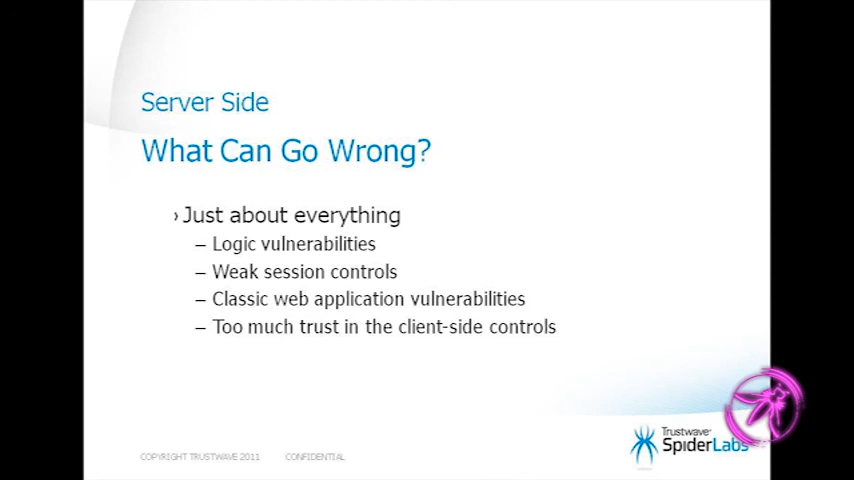 Server Side
What Can Go Wrong?
› Just about everything
– Logic vulnerabilities
– Weak session controls
– Classic web application vulnerabilities
– Too much trust in the client-side controls
Trustwave®
SpiderLabs
COPYRIGHT TRUSTWAVE 2011 CONFIDENTIAL